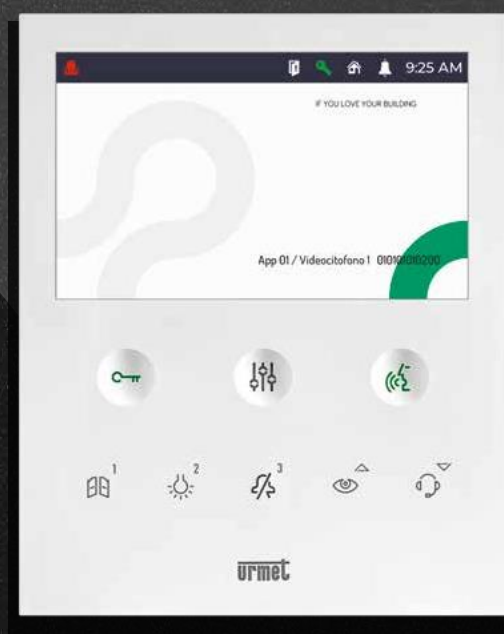 9:25 AM
IF YOU LOVE YOUR BUILDING
App 01 / Videocitofono 1 010101010200
1
2
3
urmet